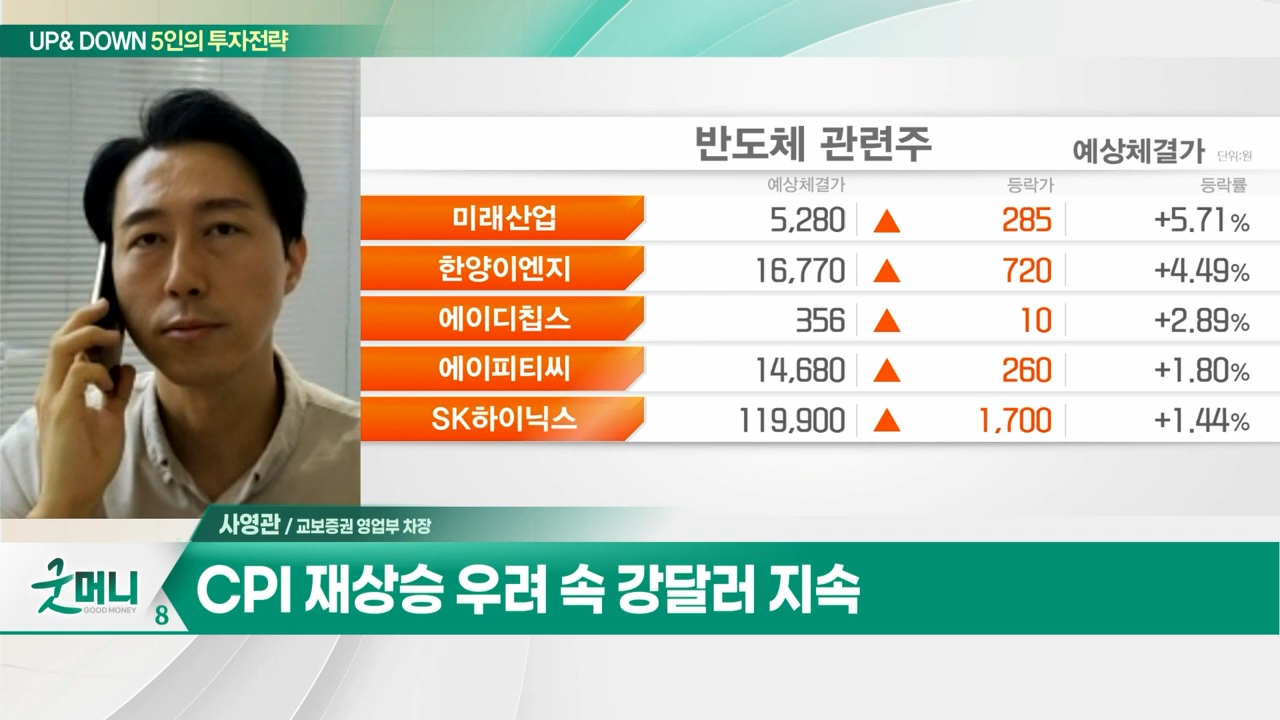 UP& DOWN 5인의 투자전략
반도체 관련주 예상체결가 단위:원
예상체결가 등락가 등락률
미래산업 5,280 ▲ 285 +5.71%
한양이엔지 16,770 ▲ 720 +4.49%
에이디칩스 356 ▲ 10 +2.89%
에이피티씨 14,680 ▲ 260 +1.80%
SK하이닉스 119,900 ▲ 1,700 +1.44%
사영관 / 교보증권 영업부 차장
굿머니 GOOD MONEY 8
CPI 재상승 우려 속 강달러 지속